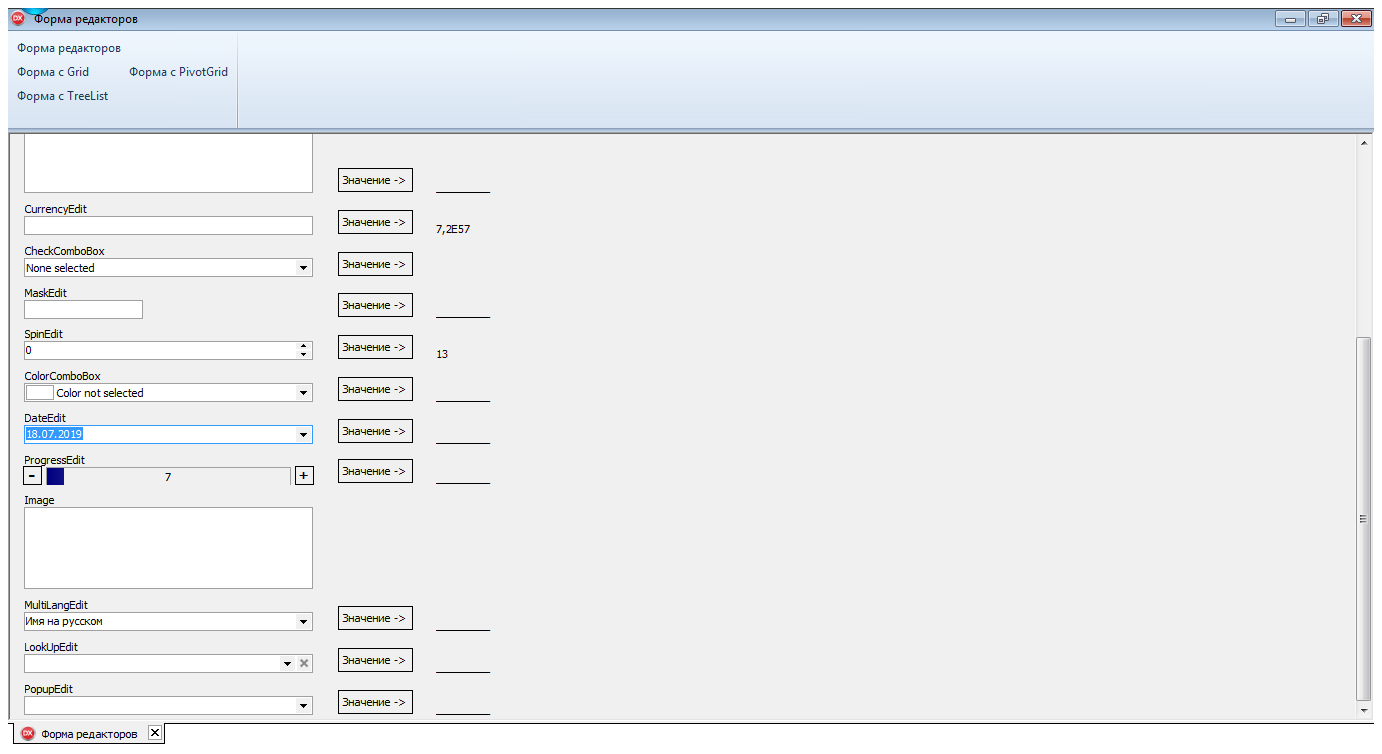 Форма редакторов
Форма редакторов
Форма с Grid Форма с PivotGrid
Форма с TreeList
Значение ->
CurrencyEdit
Значение -> 7,2E57
CheckComboBox
None selected Значение ->
MaskEdit
Значение ->
SpinEdit
0 Значение -> 13
ColorComboBox
Color not selected Значение ->
DateEdit
18.07.2019 Значение ->
ProgressEdit
- 7 + Значение ->
Image
MultiLangEdit
Имя на русском Значение ->
LookUpEdit
Значение ->
PopupEdit
Значение ->
Форма редакторов